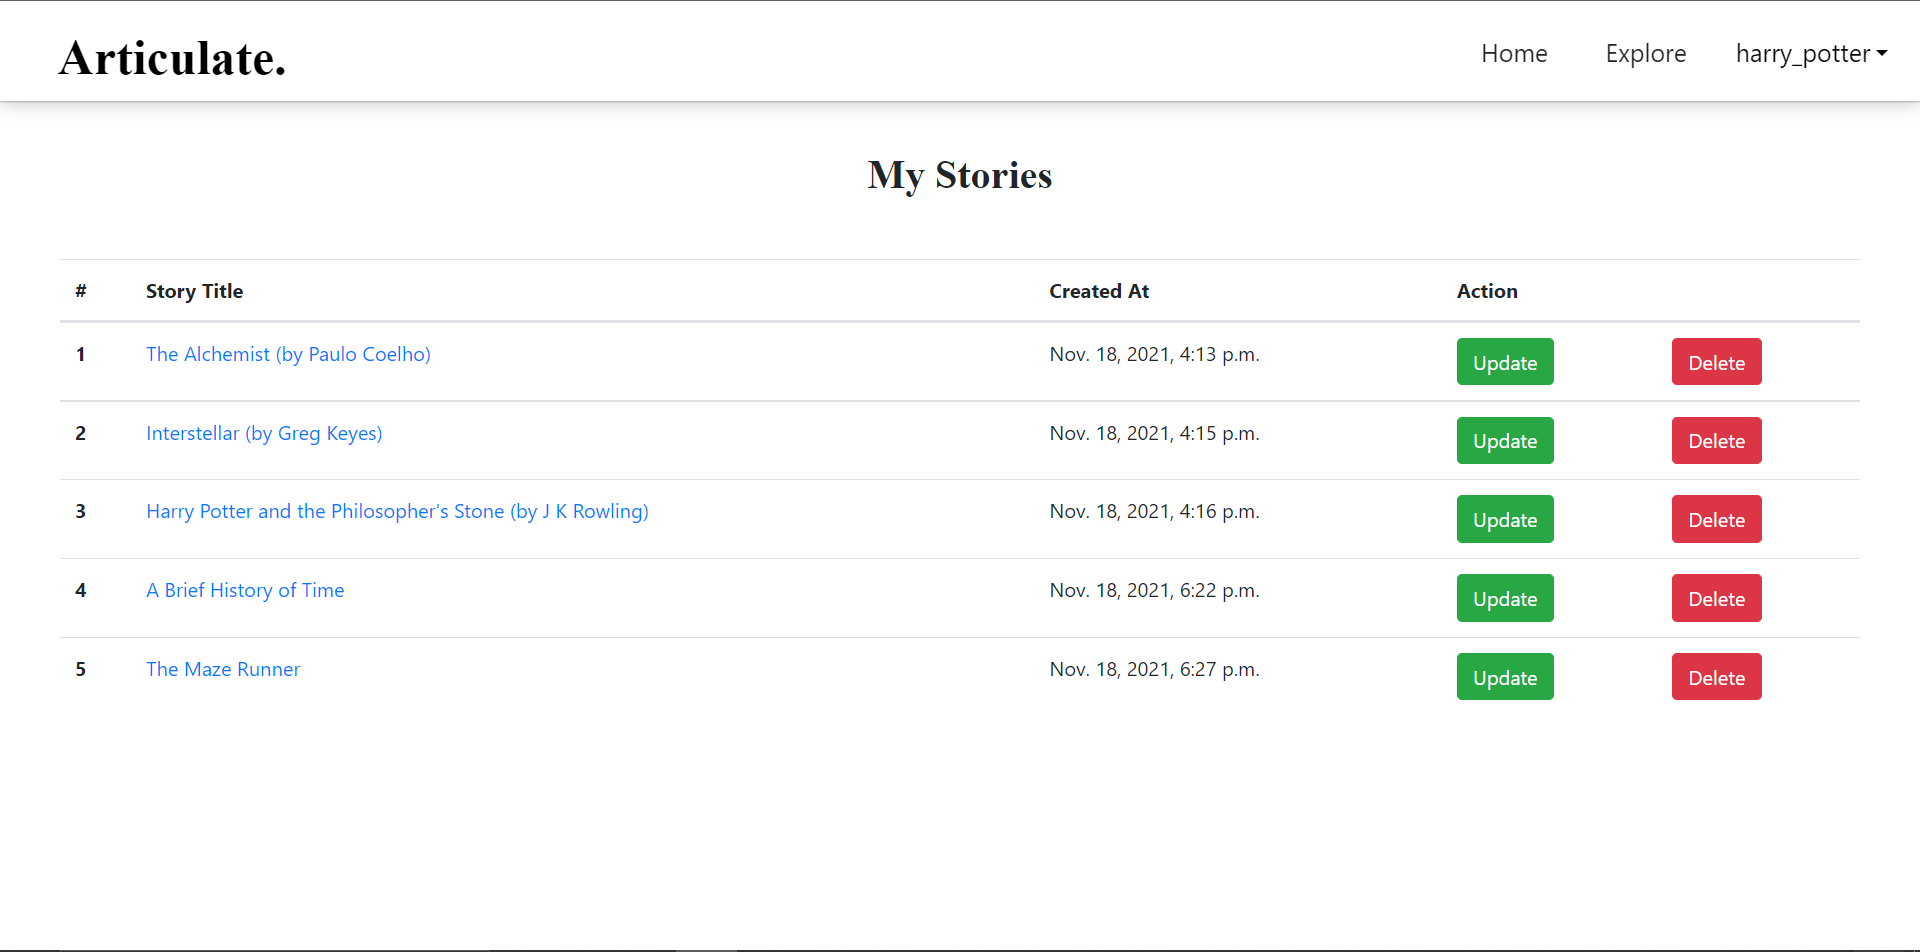 Articulate.
Home Explore harry_potter
My Stories
# Story Title Created At Action
1 The Alchemist (by Paulo Coelho) Nov. 18, 2021, 4:13 p.m. Update Delete
2 Interstellar (by Greg Keyes) Nov. 18, 2021, 4:15 p.m. Update Delete
3 Harry Potter and the Philosopher's Stone (by J K Rowling) Nov. 18, 2021, 4:16 p.m. Update Delete
4 A Brief History of Time Nov. 18, 2021, 6:22 p.m. Update Delete
5 The Maze Runner Nov. 18, 2021, 6:27 p.m. Update Delete